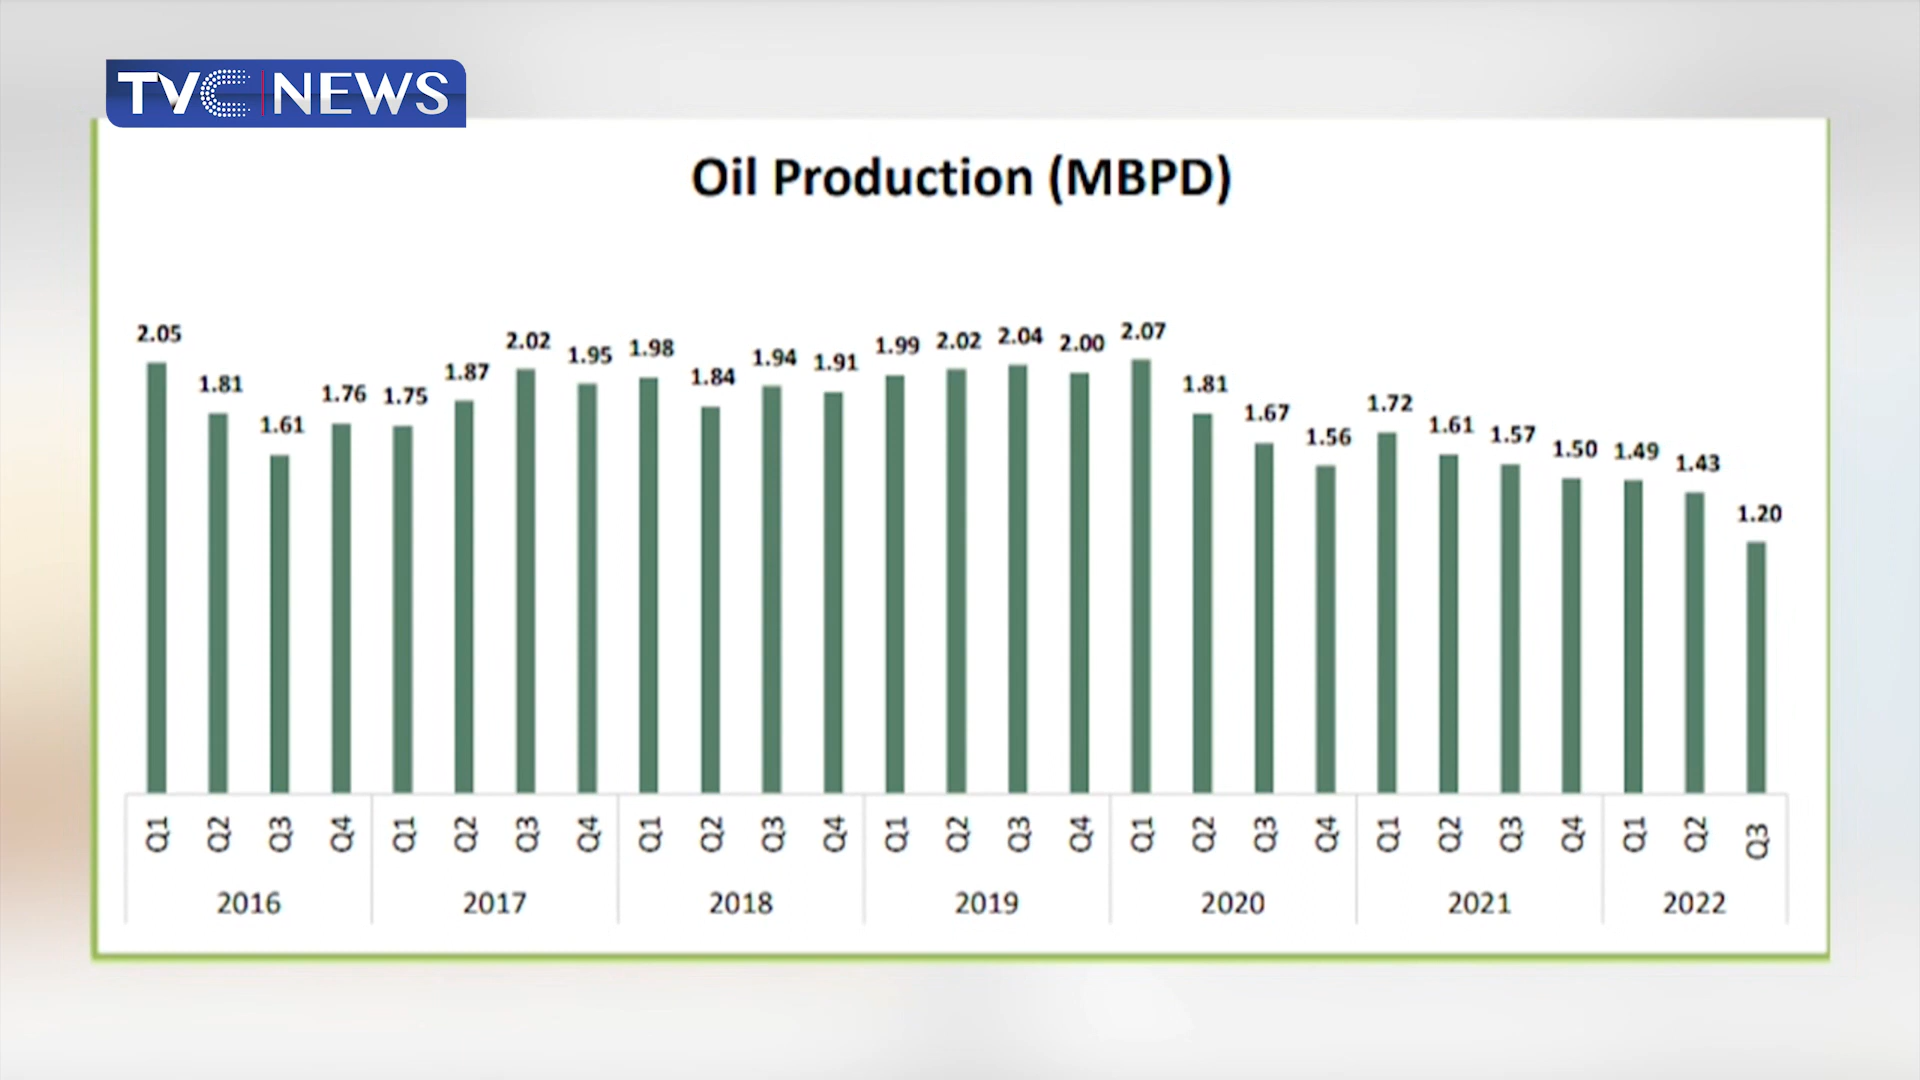 TVC NEWS
Oil Production (MBPD)
2.05 1.81 1.61 1.76 1.75 1.87 2.02 1.95 1.98 1.84 1.94 1.91 1.99 2.02 2.04 2.00 2.07 1.81 1.67 1.56 1.72 1.61 1.57 1.50 1.49 1.43 1.20
Q1 Q2 Q3 Q4 Q1 Q2 Q3 Q4 Q1 Q2 Q3 Q4 Q1 Q2 Q3 Q4 Q1 Q2 Q3 Q4 Q1 Q2 Q3 Q4 Q1 Q2 Q3
2016 2017 2018 2019 2020 2021 2022